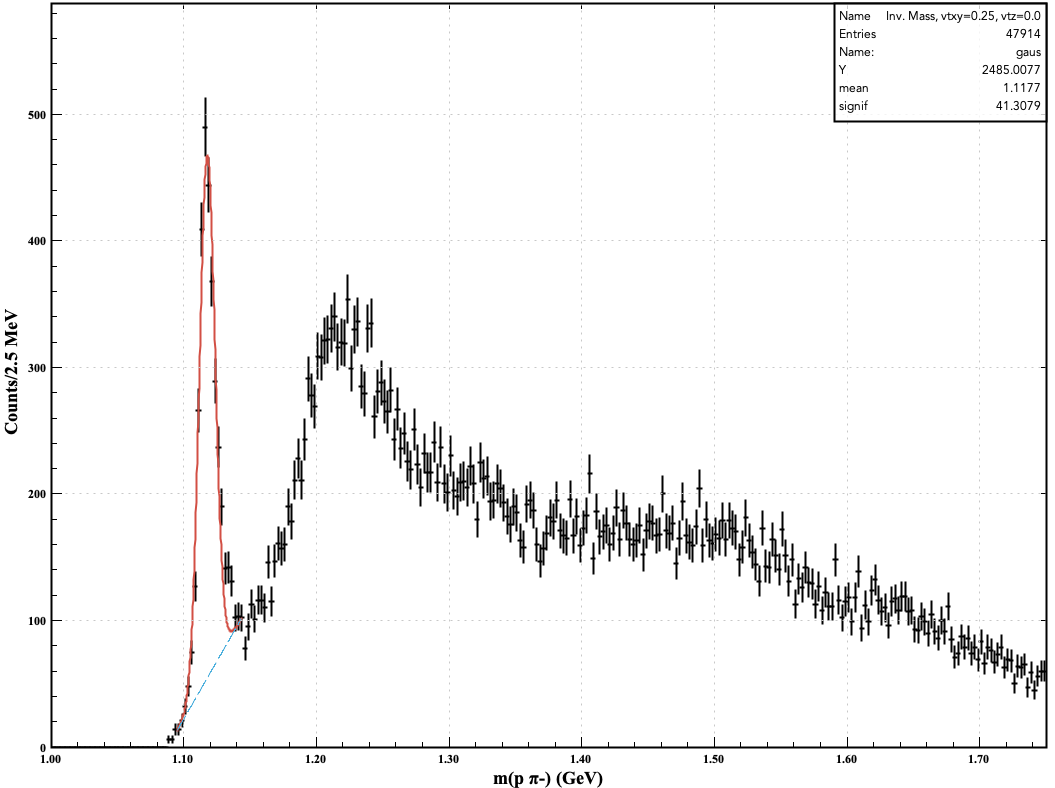 Name Inv. Mass, vtxy=0.25, vtz=0.0
Entries 47914
Name: gaus
Y 2485.0077
mean 1.1177
signif 41.3079
500
400
300
200
100
0
Counts/2.5 MeV
1.00 1.10 1.20 1.30 1.40 1.50 1.60 1.70
m(p π-) (GeV)